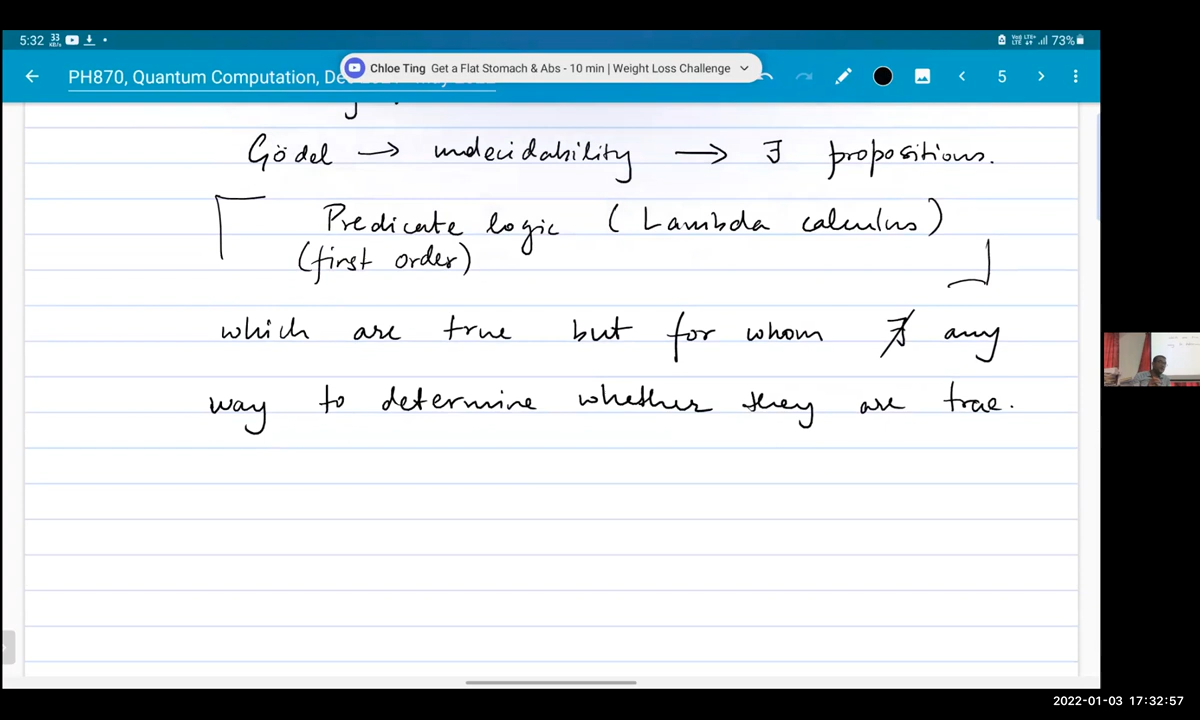 5:32 33 KB/s 73%
PH870, Quantum Computation, De
Chloe Ting Get a Flat Stomach & Abs - 10 min | Weight Loss Challenge
5
Gödel → undecidability → ∃ propositions.
Predicate logic (Lambda calculus)
(first order)
which are true but for whom ∄ any
way to determine whether they are true.
2022-01-03 17:32:57